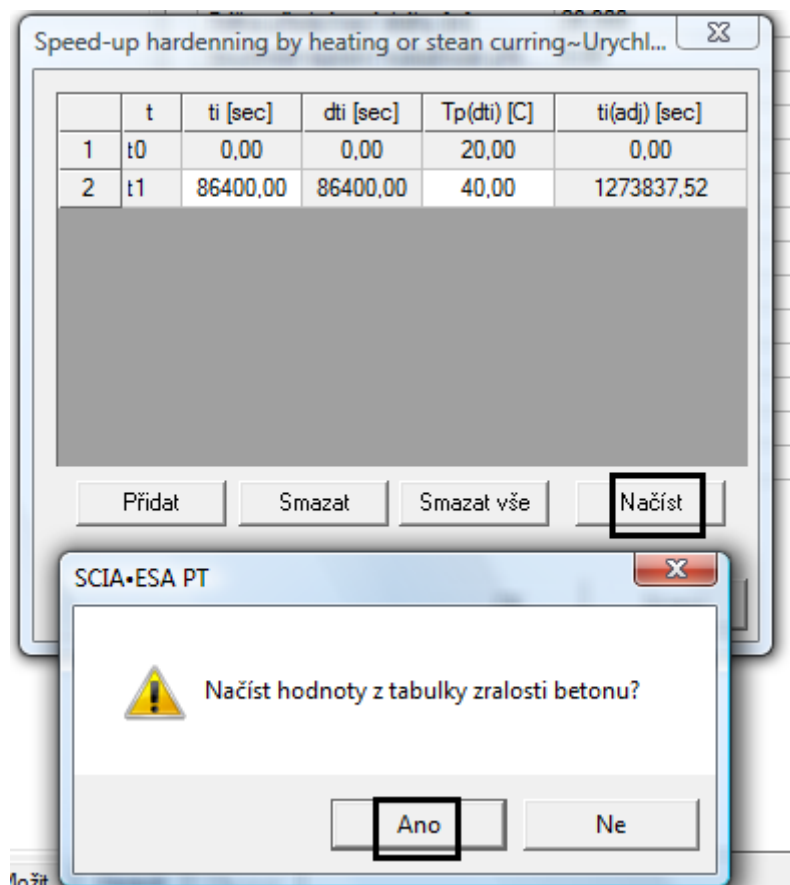 Speed-up hardenning by heating or stean curring~Urychl...
t ti [sec] dti [sec] Tp(dti) [C] ti(adj) [sec]
1 t0 0,00 0,00 20,00 0,00
2 t1 86400,00 86400,00 40,00 1273837,52
Přidat Smazat Smazat vše Načíst
SCIA•ESA PT
Načíst hodnoty z tabulky zralosti betonu?
Ano Ne